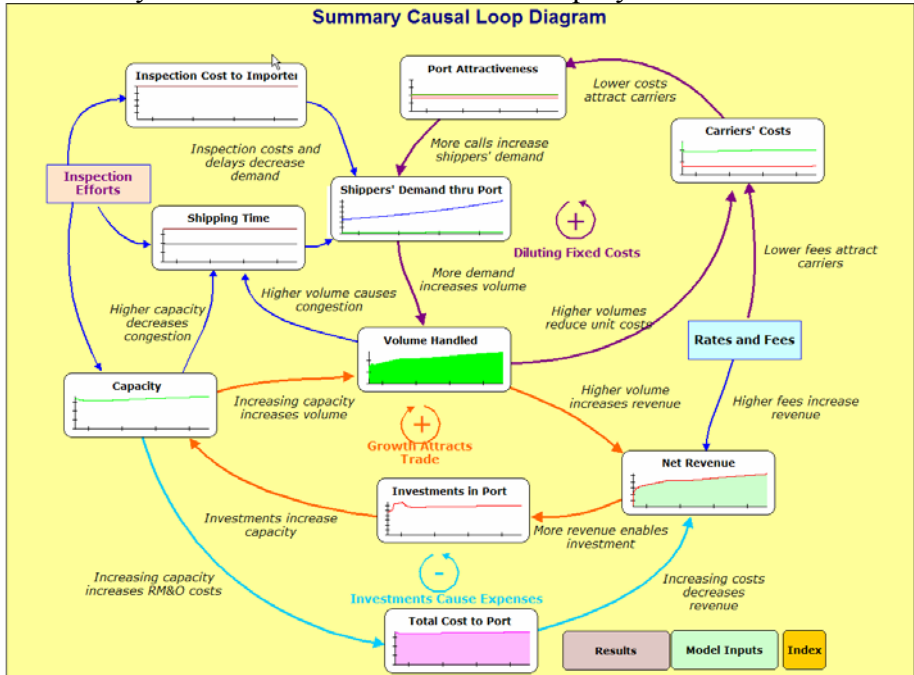 Summary Causal Loop Diagram
Inspection Cost to Importer
Port Attractiveness
Lower costs
attract carriers
Carriers' Costs
Inspection costs and
delays decrease
demand
More calls increase
shippers' demand
Inspection
Efforts
Shippers' Demand thru Port
Shipping Time
+
Diluting Fixed Costs
Lower fees attract
carriers
More demand
increases volume
Higher capacity
decreases
congestion
Higher volume causes
congestion
Higher volumes
reduce unit costs
Volume Handled
Rates and Fees
Capacity
Increasing capacity
increases volume
Higher volume
increases revenue
Higher fees increase
revenue
+
Growth Attracts
Trade
Net Revenue
Investments in Port
Investments increase
capacity
More revenue enables
investment
-
Investments Cause Expenses
Increasing capacity
increases RM&O costs
Increasing costs
decreases
revenue
Total Cost to Port
Results
Model Inputs
Index